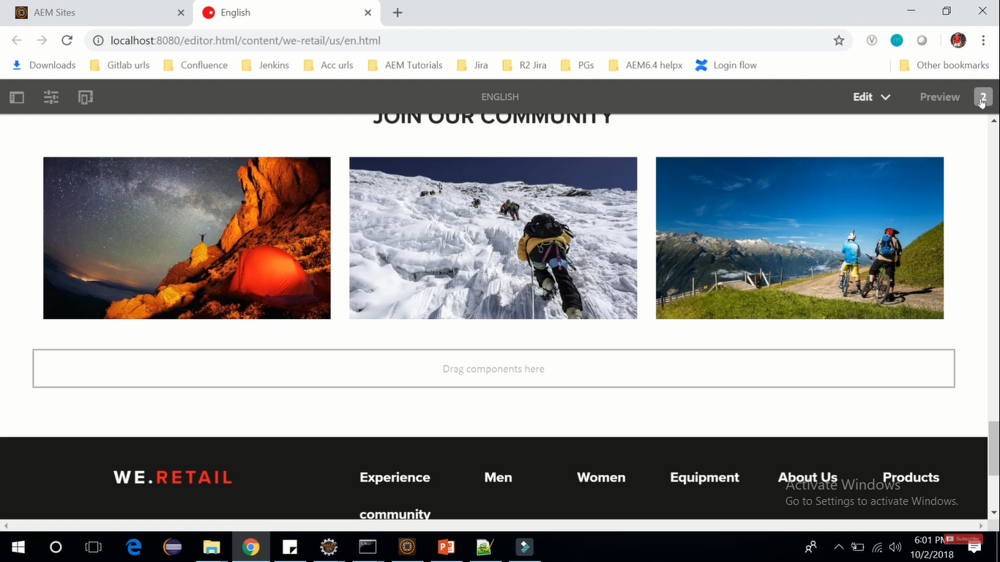 AEM Sites
English
localhost:8080/editor.html/content/we-retail/us/en.html
Downloads Gitlab urls Confluence Jenkins Acc urls AEM Tutorials Jira R2 Jira PGs AEM6.4 helpx Login flow Other bookmarks
ENGLISH Edit Preview 2
JOIN OUR COMMUNITY
Drag components here
WE.RETAIL Experience Men Women Equipment About Us Products
community
Activate Windows
Go to Settings to activate Windows.
6:01 PM
Subscribe
10/2/2018